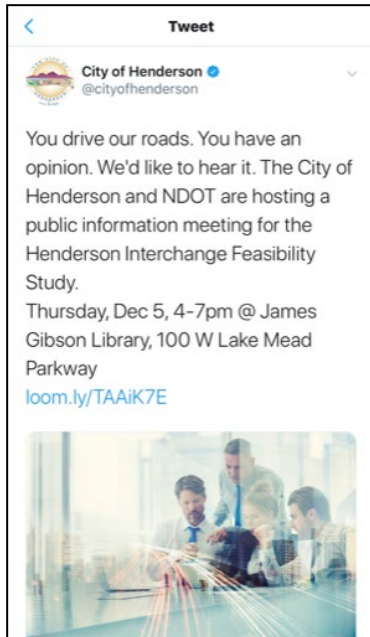 Tweet
City of Henderson
@cityofhenderson
You drive our roads. You have an
opinion. We'd like to hear it. The City of
Henderson and NDOT are hosting a
public information meeting for the
Henderson Interchange Feasibility
Study.
Thursday, Dec 5, 4-7pm @ James
Gibson Library, 100 W Lake Mead
Parkway
loom.ly/TAAiK7E